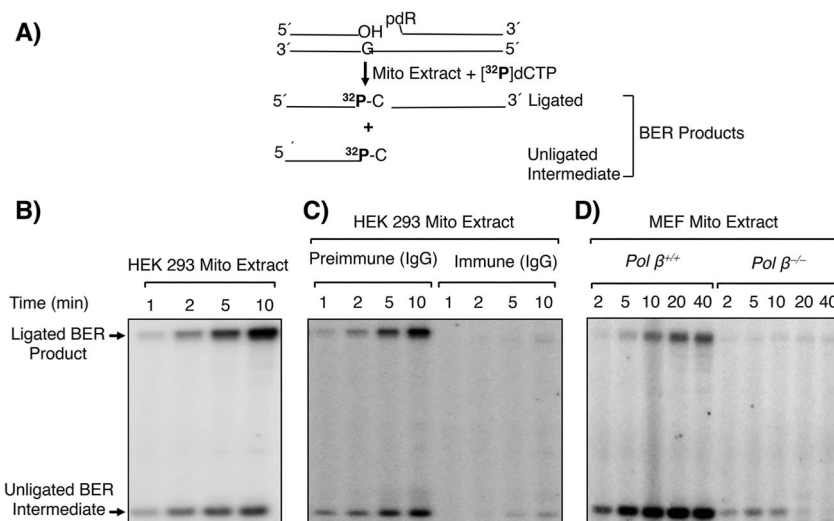 A)
5´ OH pdR 3´
3´ G 5´
Mito Extract + [³²P]dCTP
5´ ³²P-C 3´ Ligated
+
BER Products
5´ ³²P-C Unligated
Intermediate
B)
HEK 293 Mito Extract
Time (min) 1 2 5 10
Ligated BER
Product
Unligated BER
Intermediate
C)
HEK 293 Mito Extract
Preimmune (IgG) Immune (IgG)
1 2 5 10 1 2 5 10
D)
MEF Mito Extract
Pol β+/+ Pol β−/−
2 5 10 20 40 2 5 10 20 40